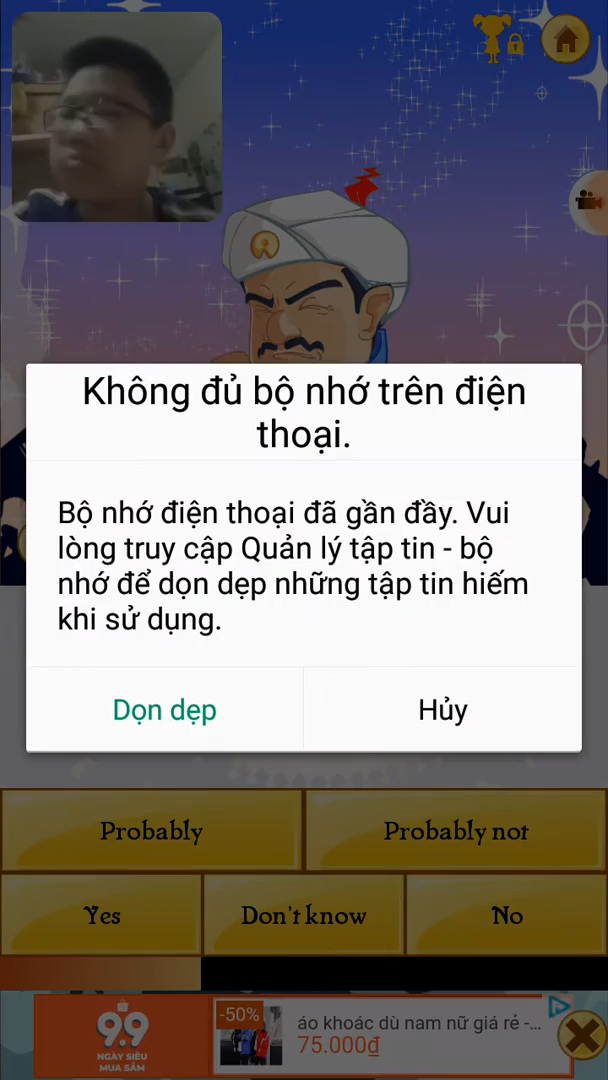 Không đủ bộ nhớ trên điện
thoại.
Bộ nhớ điện thoại đã gần đầy. Vui
lòng truy cập Quản lý tập tin - bộ
nhớ để dọn dẹp những tập tin hiếm
khi sử dụng.
Dọn dẹp
Hủy
Probably
Probably not
Yes
Don't know
No
9.9
NGÀY SIÊU
MUA SẮM
-50%
áo khoác dù nam nữ giá rẻ -...
75.000₫